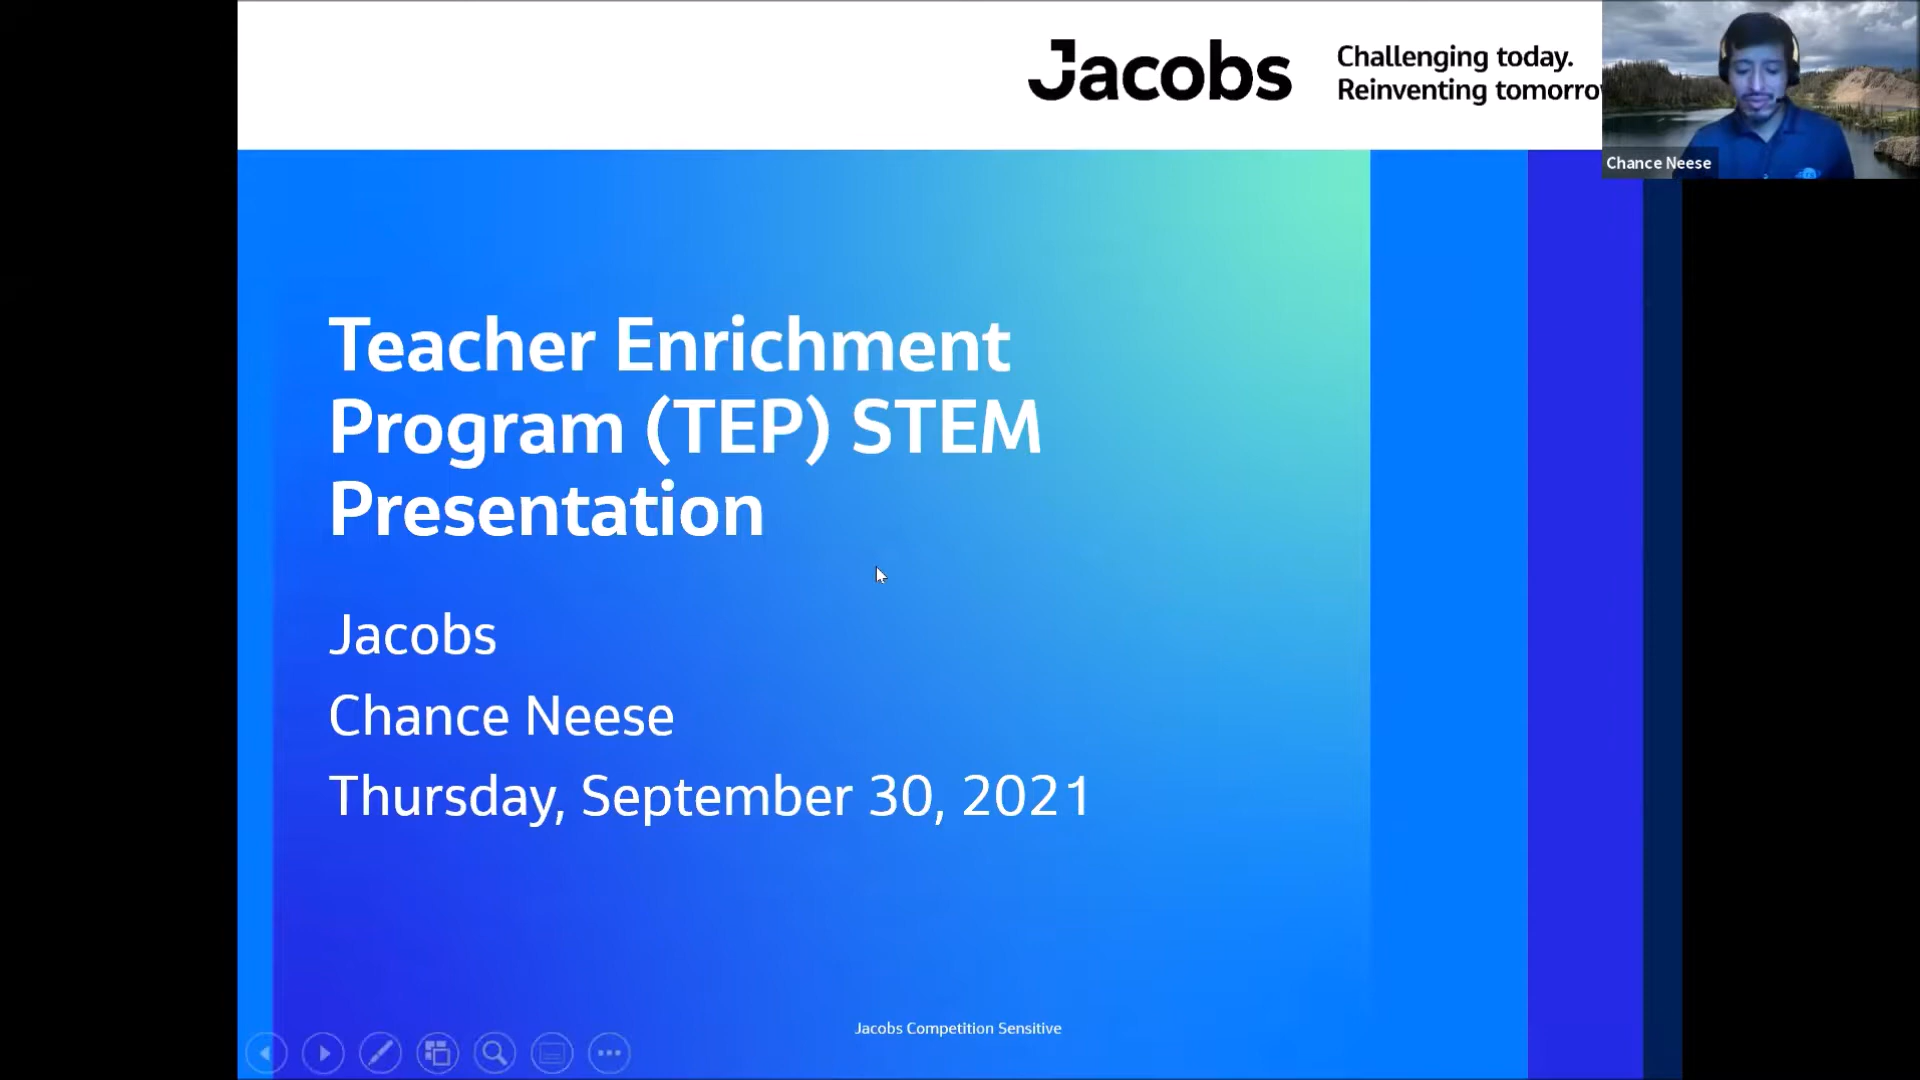 Jacobs
Challenging today.
Reinventing tomorro
Chance Neese
Teacher Enrichment
Program (TEP) STEM
Presentation
Jacobs
Chance Neese
Thursday, September 30, 2021
Jacobs Competition Sensitive